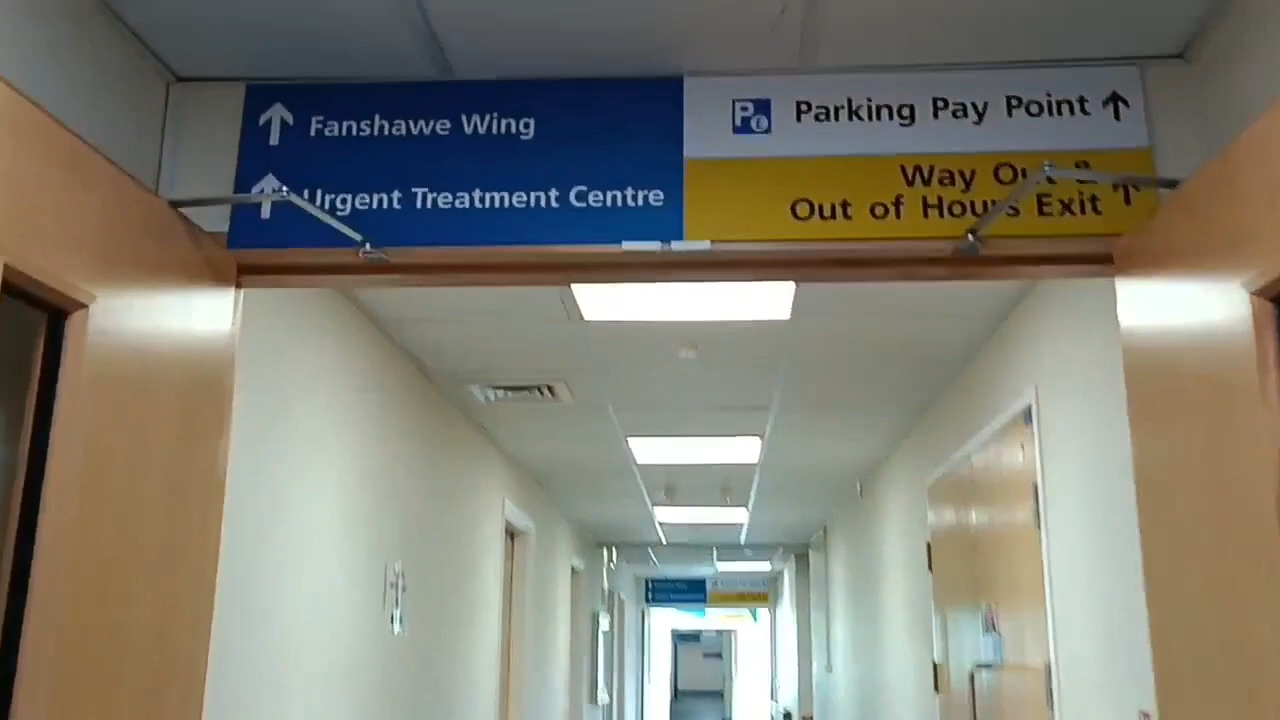 Fanshawe Wing
Urgent Treatment Centre
P£ Parking Pay Point
Way Out &
Out of Hours Exit